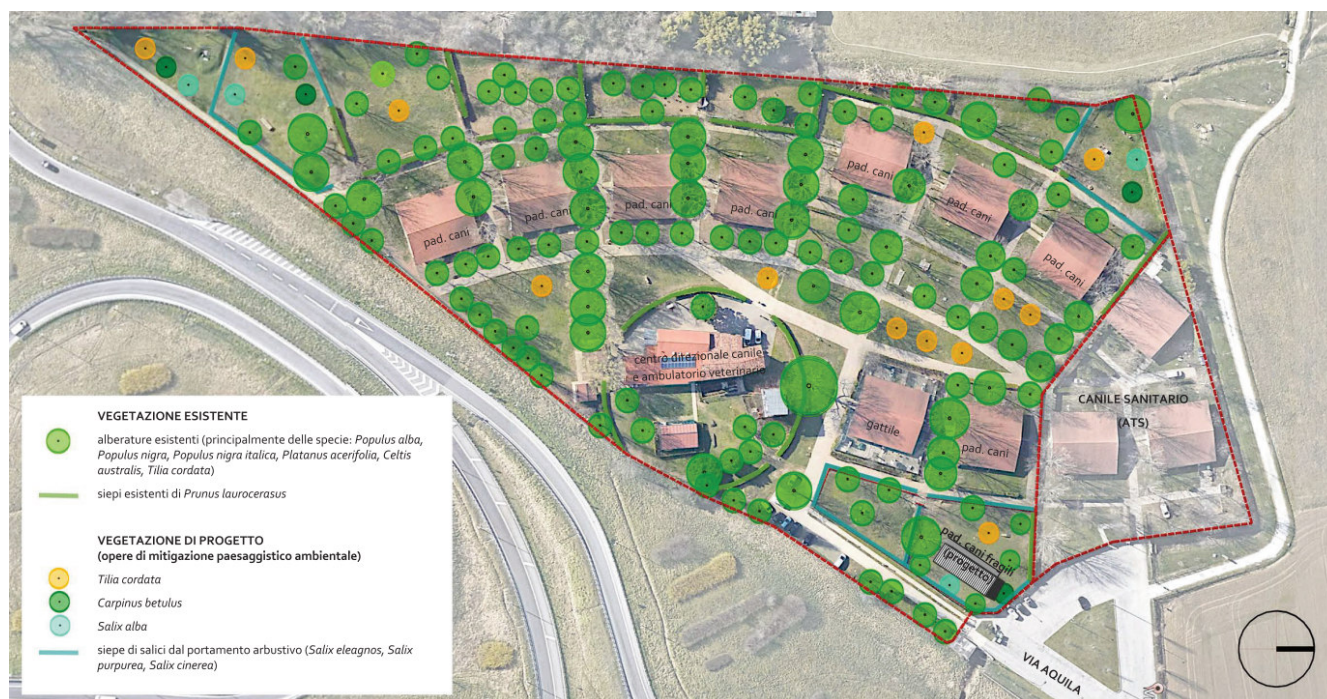 pad. cani
pad. cani
pad. cani
pad. cani
pad. cani
pad. cani
pad. cani
centro direzionale canile
e ambulatorio veterinario
gattile
pad. cani
CANILE SANITARIO
(ATS)
pad. cani fragili
(progetto)
VIA AQUILA
VEGETAZIONE ESISTENTE
alberature esistenti (principalmente delle specie: Populus alba,
Populus nigra, Populus nigra italica, Platanus acerifolia, Celtis
australis, Tilia cordata)
siepi esistenti di Prunus laurocerasus
VEGETAZIONE DI PROGETTO
(opere di mitigazione paesaggistico ambientale)
Tilia cordata
Carpinus betulus
Salix alba
siepe di salici dal portamento arbustivo (Salix eleagnos, Salix
purpurea, Salix cinerea)